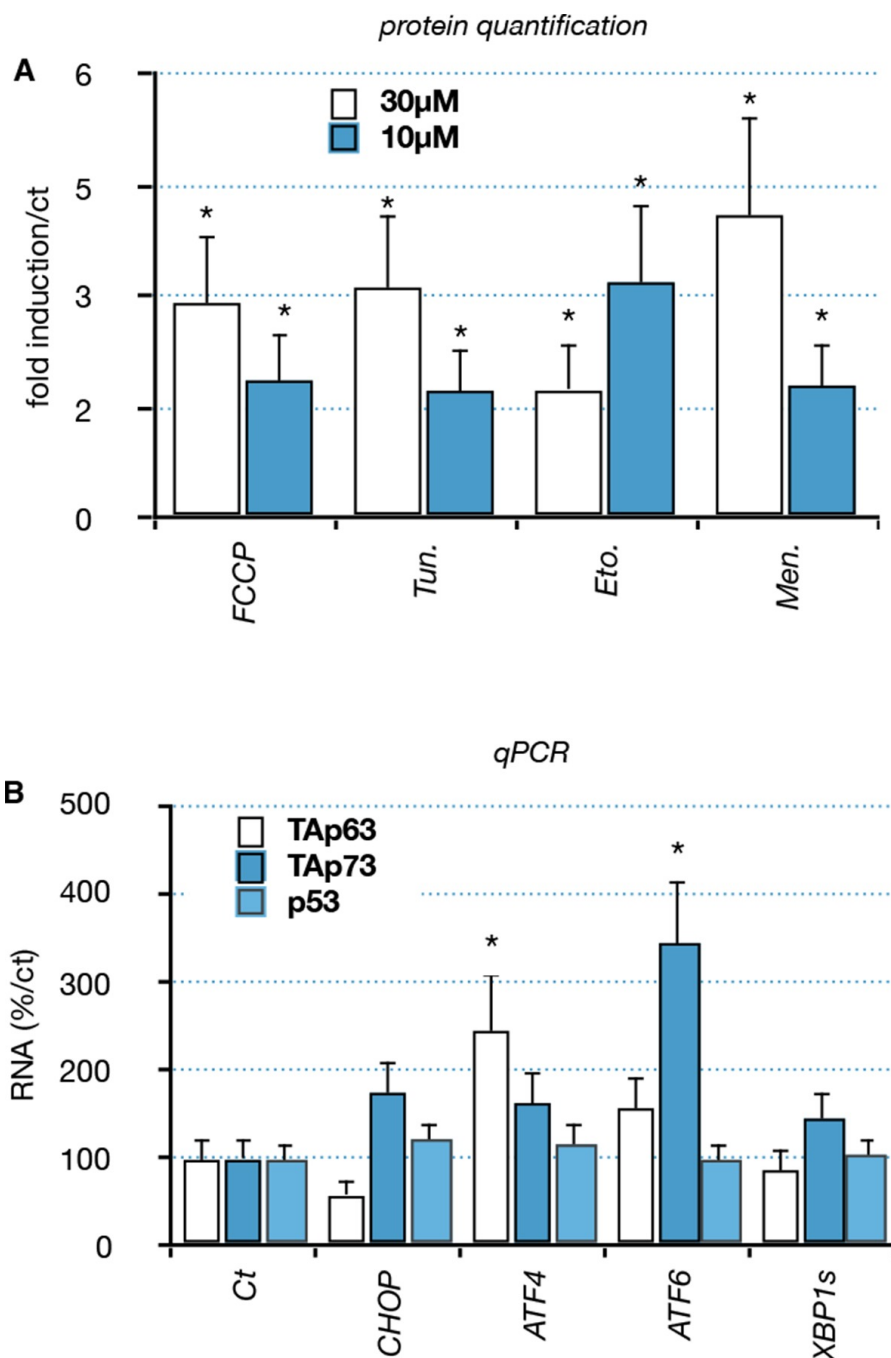 protein quantification
A
6
5
3
2
0
fold induction/ct
30µM
10µM
*
*
*
*
*
*
*
*
FCCP
Tun.
Eto.
Men.
qPCR
B
500
400
300
200
100
0
RNA (%/ct)
TAp63
TAp73
p53
*
*
Ct
CHOP
ATF4
ATF6
XBP1s